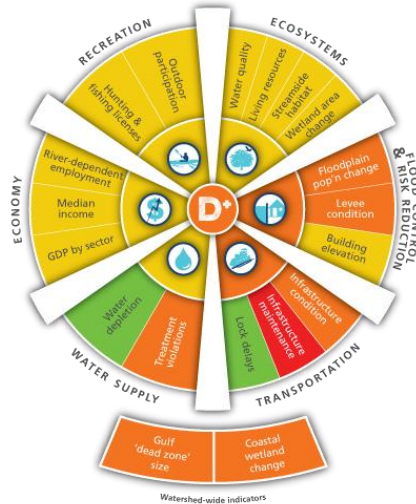 RECREATION
Hunting &
fishing licenses
Outdoor
participation
ECOSYSTEMS
Water quality
Living resources
Streamside
habitat
Wetland area
change
FLOOD CONTROL
& RISK REDUCTION
Floodplain
pop'n change
Levee
condition
Building
elevation
ECONOMY
River-dependent
employment
Median
income
GDP by sector
D+
$
WATER SUPPLY
Water
depletion
Treatment
violations
TRANSPORTATION
Lock delays
Infrastructure
maintenance
Infrastructure
condition
Gulf
'dead zone'
size
Coastal
wetland
change
Watershed-wide indicators